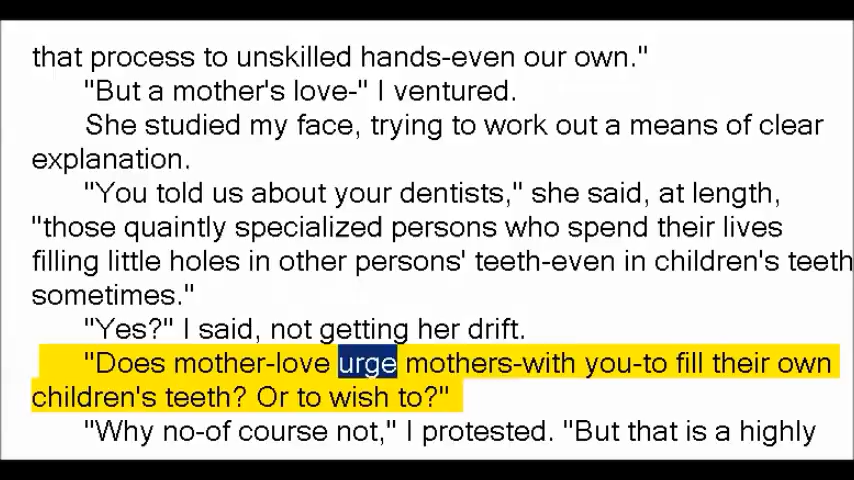 that process to unskilled hands-even our own."
"But a mother's love-" I ventured.
She studied my face, trying to work out a means of clear
explanation.
"You told us about your dentists," she said, at length,
"those quaintly specialized persons who spend their lives
filling little holes in other persons' teeth-even in children's teeth
sometimes."
"Yes?" I said, not getting her drift.
"Does mother-love urge mothers-with you-to fill their own
children's teeth? Or to wish to?"
"Why no-of course not," I protested. "But that is a highly